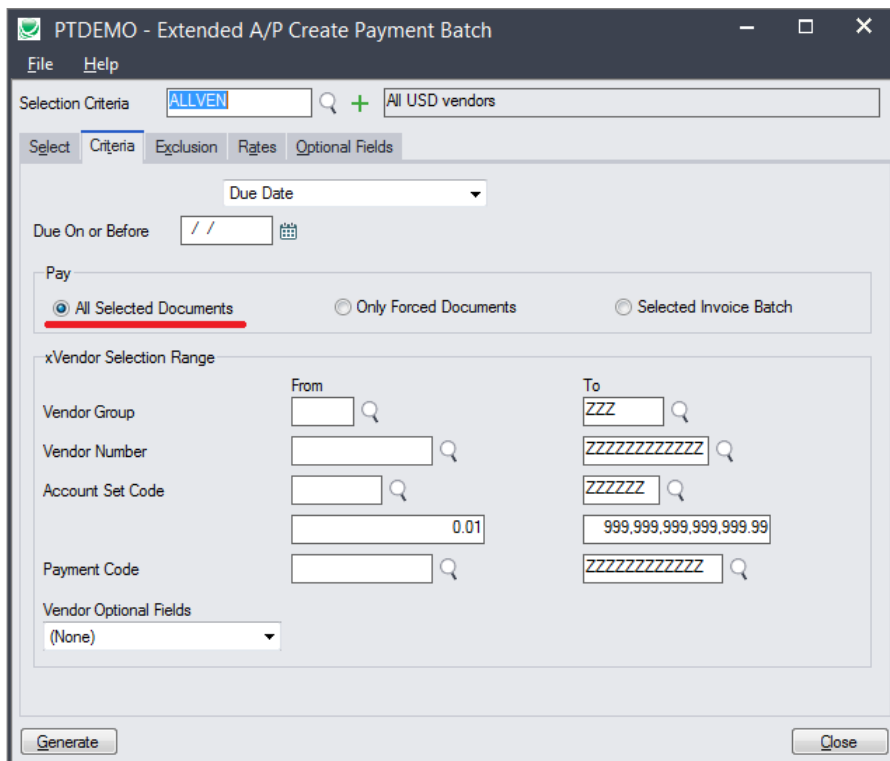 PTDEMO - Extended A/P Create Payment Batch
File Help
Selection Criteria ALLVEN All USD vendors
Select Criteria Exclusion Rates Optional Fields
Due Date
Due On or Before / /
Pay
All Selected Documents Only Forced Documents Selected Invoice Batch
xVendor Selection Range
From To
Vendor Group ZZZ
Vendor Number ZZZZZZZZZZZZ
Account Set Code ZZZZZZ
0.01 999,999,999,999,999.99
Payment Code ZZZZZZZZZZZZ
Vendor Optional Fields
(None)
Generate Close